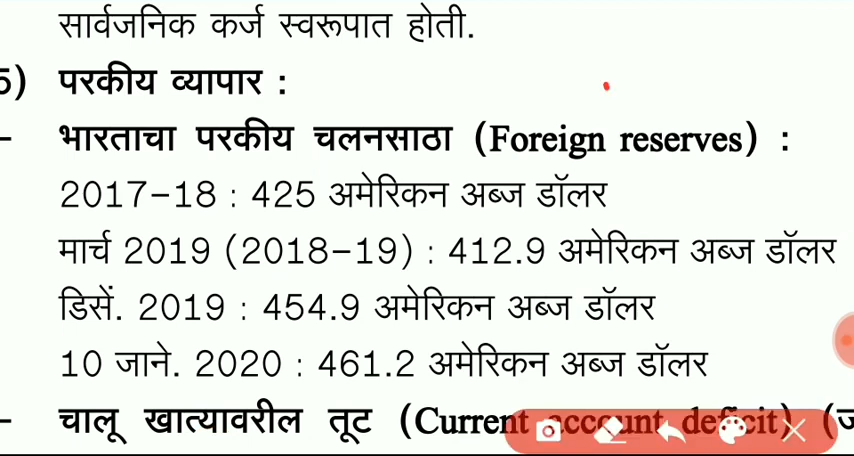 सार्वजनिक कर्ज स्वरूपात होती.
5) परकीय व्यापार :
– भारताचा परकीय चलनसाठा (Foreign reserves) :
2017–18 : 425 अमेरिकन अब्ज डॉलर
मार्च 2019 (2018–19) : 412.9 अमेरिकन अब्ज डॉलर
डिसें. 2019 : 454.9 अमेरिकन अब्ज डॉलर
10 जाने. 2020 : 461.2 अमेरिकन अब्ज डॉलर
– चालू खात्यावरील तूट (Current account deficit)